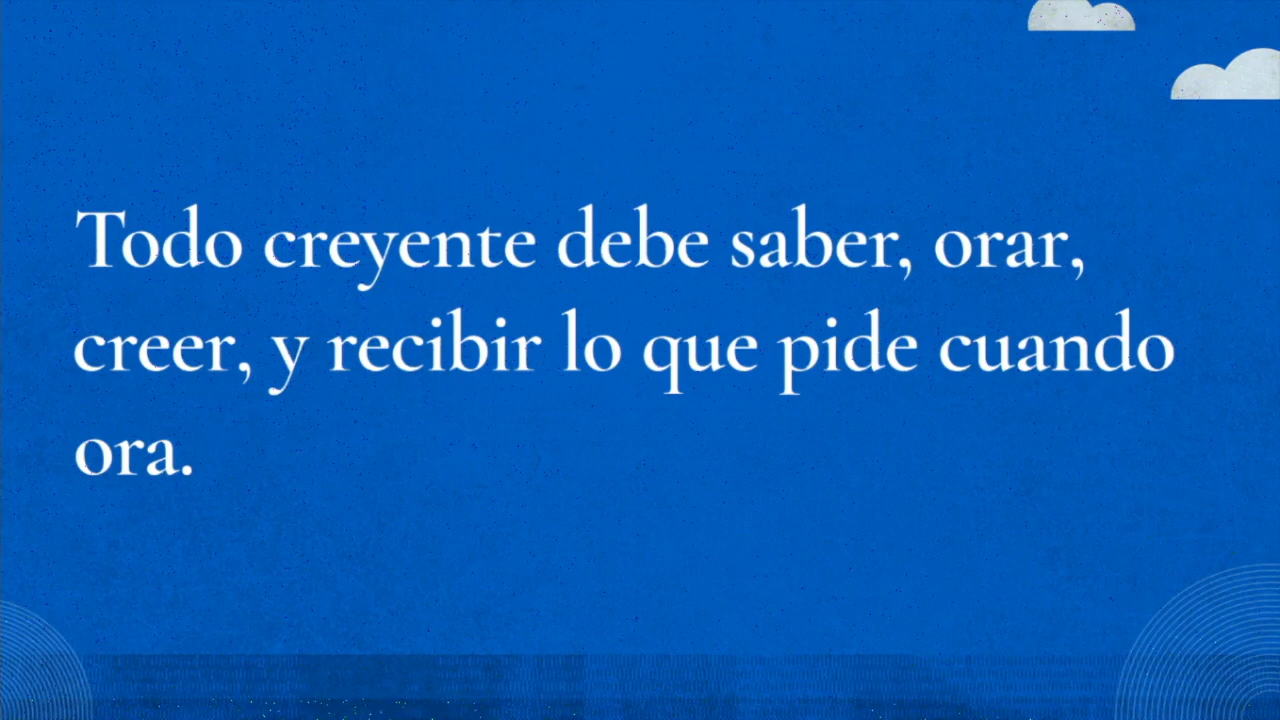 Todo creyente debe saber, orar,
creer, y recibir lo que pide cuando
ora.